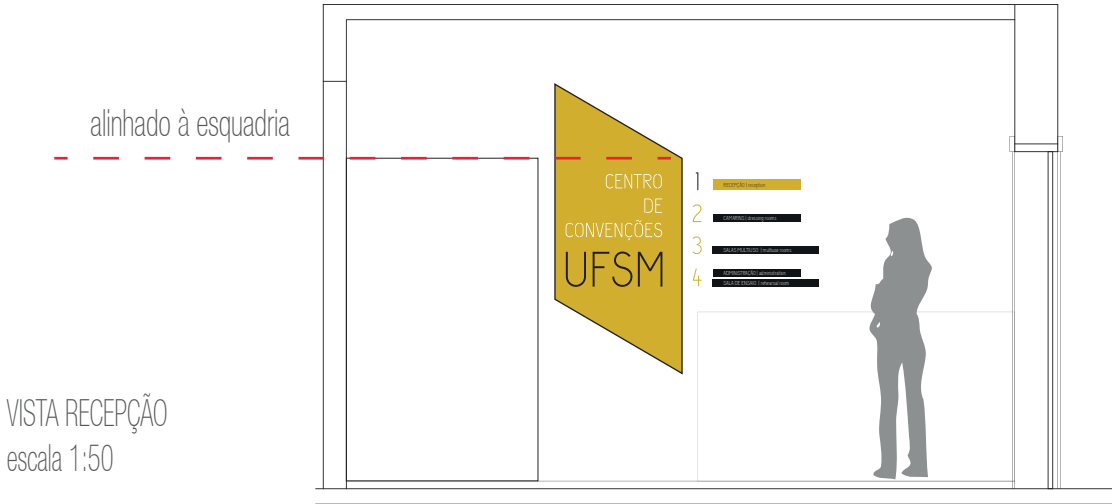 alinhado à esquadria
CENTRO
DE
CONVENÇÕES
UFSM
1 RECEPÇÃO | reception
2 CAMARINS | dressing rooms
3 SALAS MULTIUSO | multiuse rooms
4 ADMINISTRAÇÃO | administration
SALA DE ENSAIO | rehearsal room
VISTA RECEPÇÃO
escala 1:50